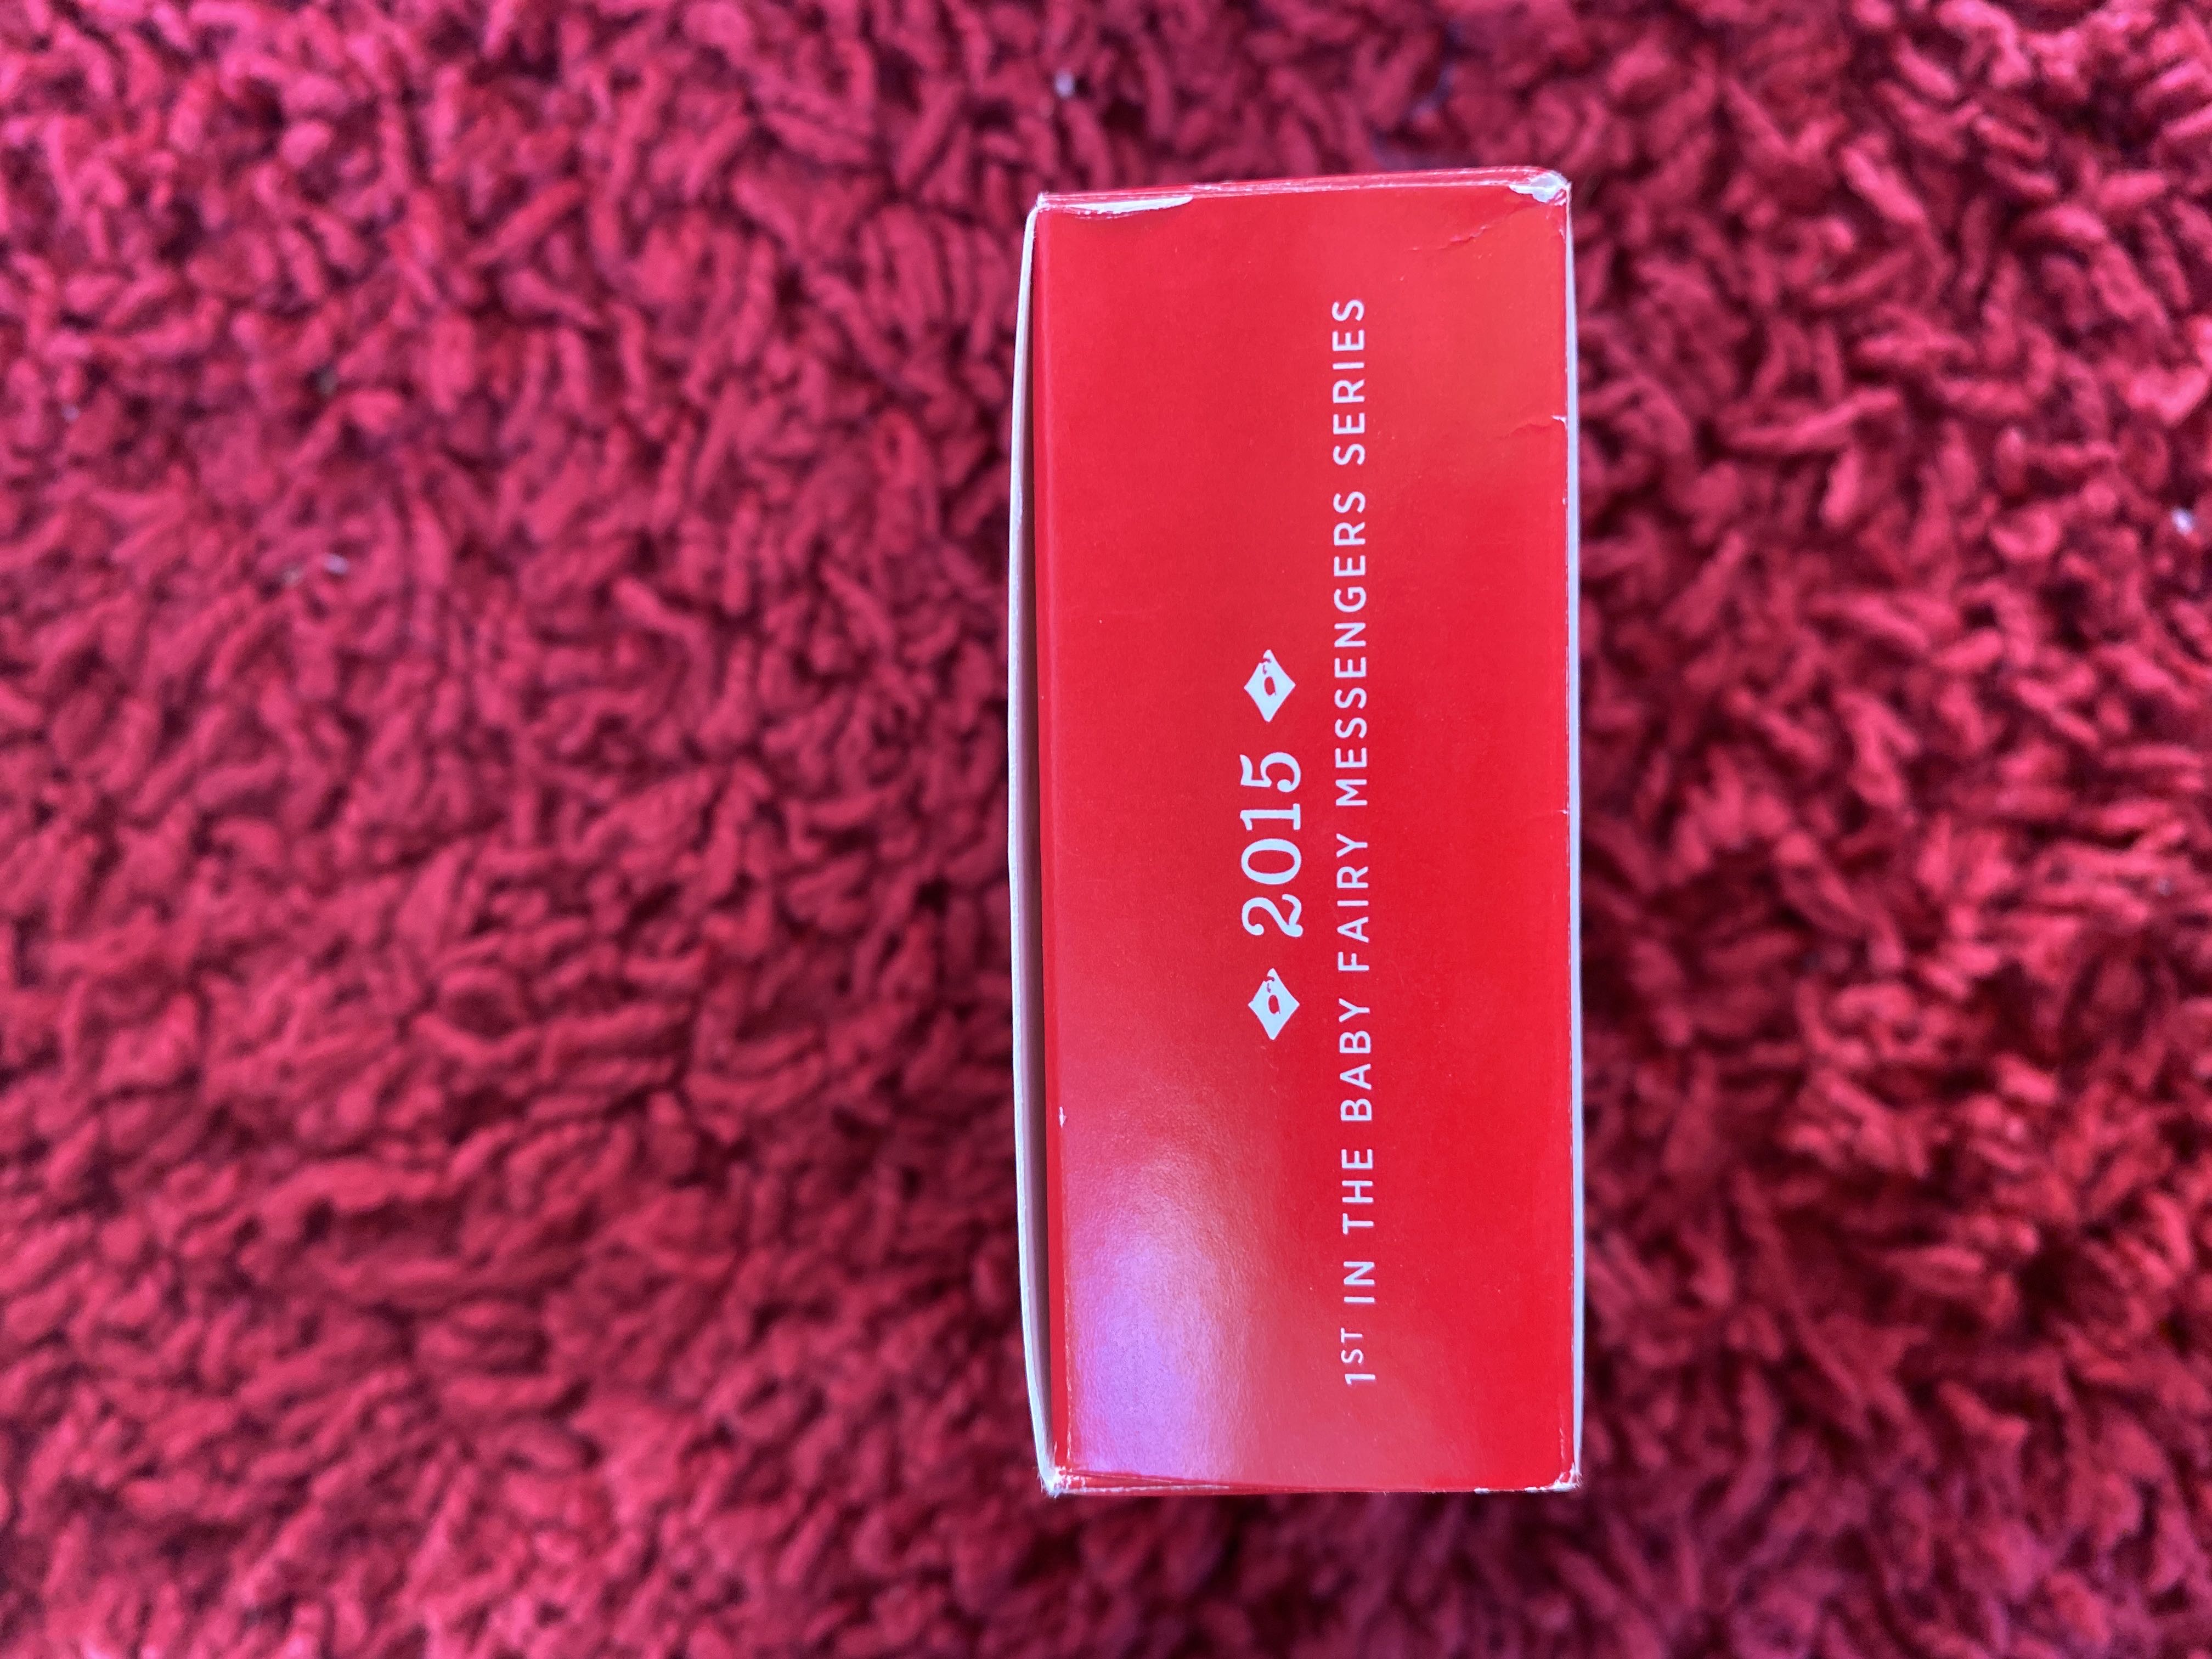 2015
1ST IN THE BABY FAIRY MESSENGERS SERIES